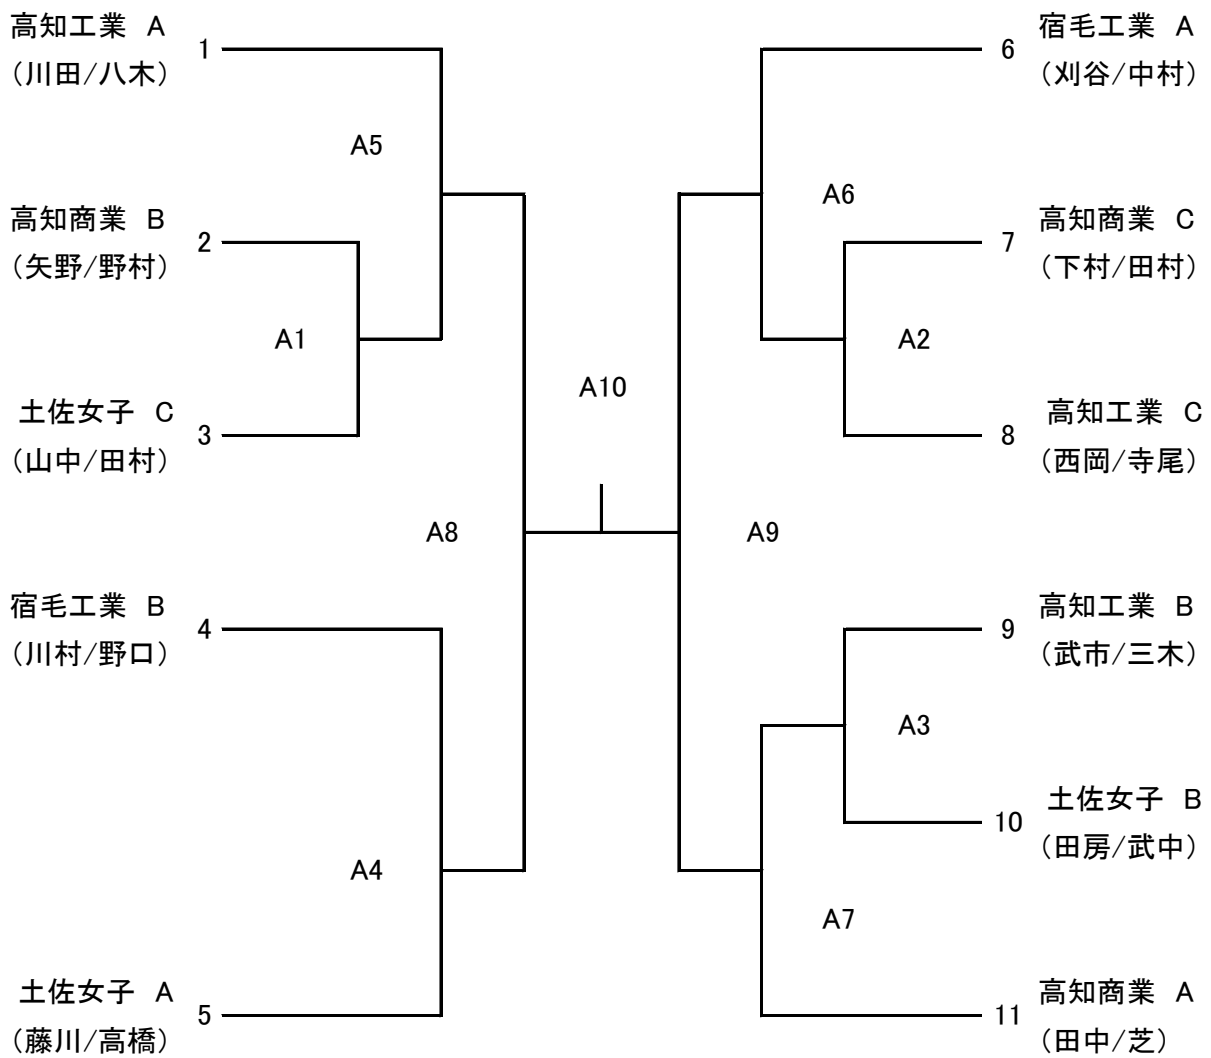 高知工業 A
1
(川田/八木)
A5
高知商業 B
2
(矢野/野村)
A1
土佐女子 C
3
(山中/田村)
A8
宿毛工業 B
4
(川村/野口)
A4
土佐女子 A
5
(藤川/高橋)
A10
宿毛工業 A
6
(刈谷/中村)
A6
高知商業 C
7
(下村/田村)
A2
高知工業 C
8
(西岡/寺尾)
A9
高知工業 B
9
(武市/三木)
A3
土佐女子 B
10
(田房/武中)
A7
高知商業 A
11
(田中/芝)